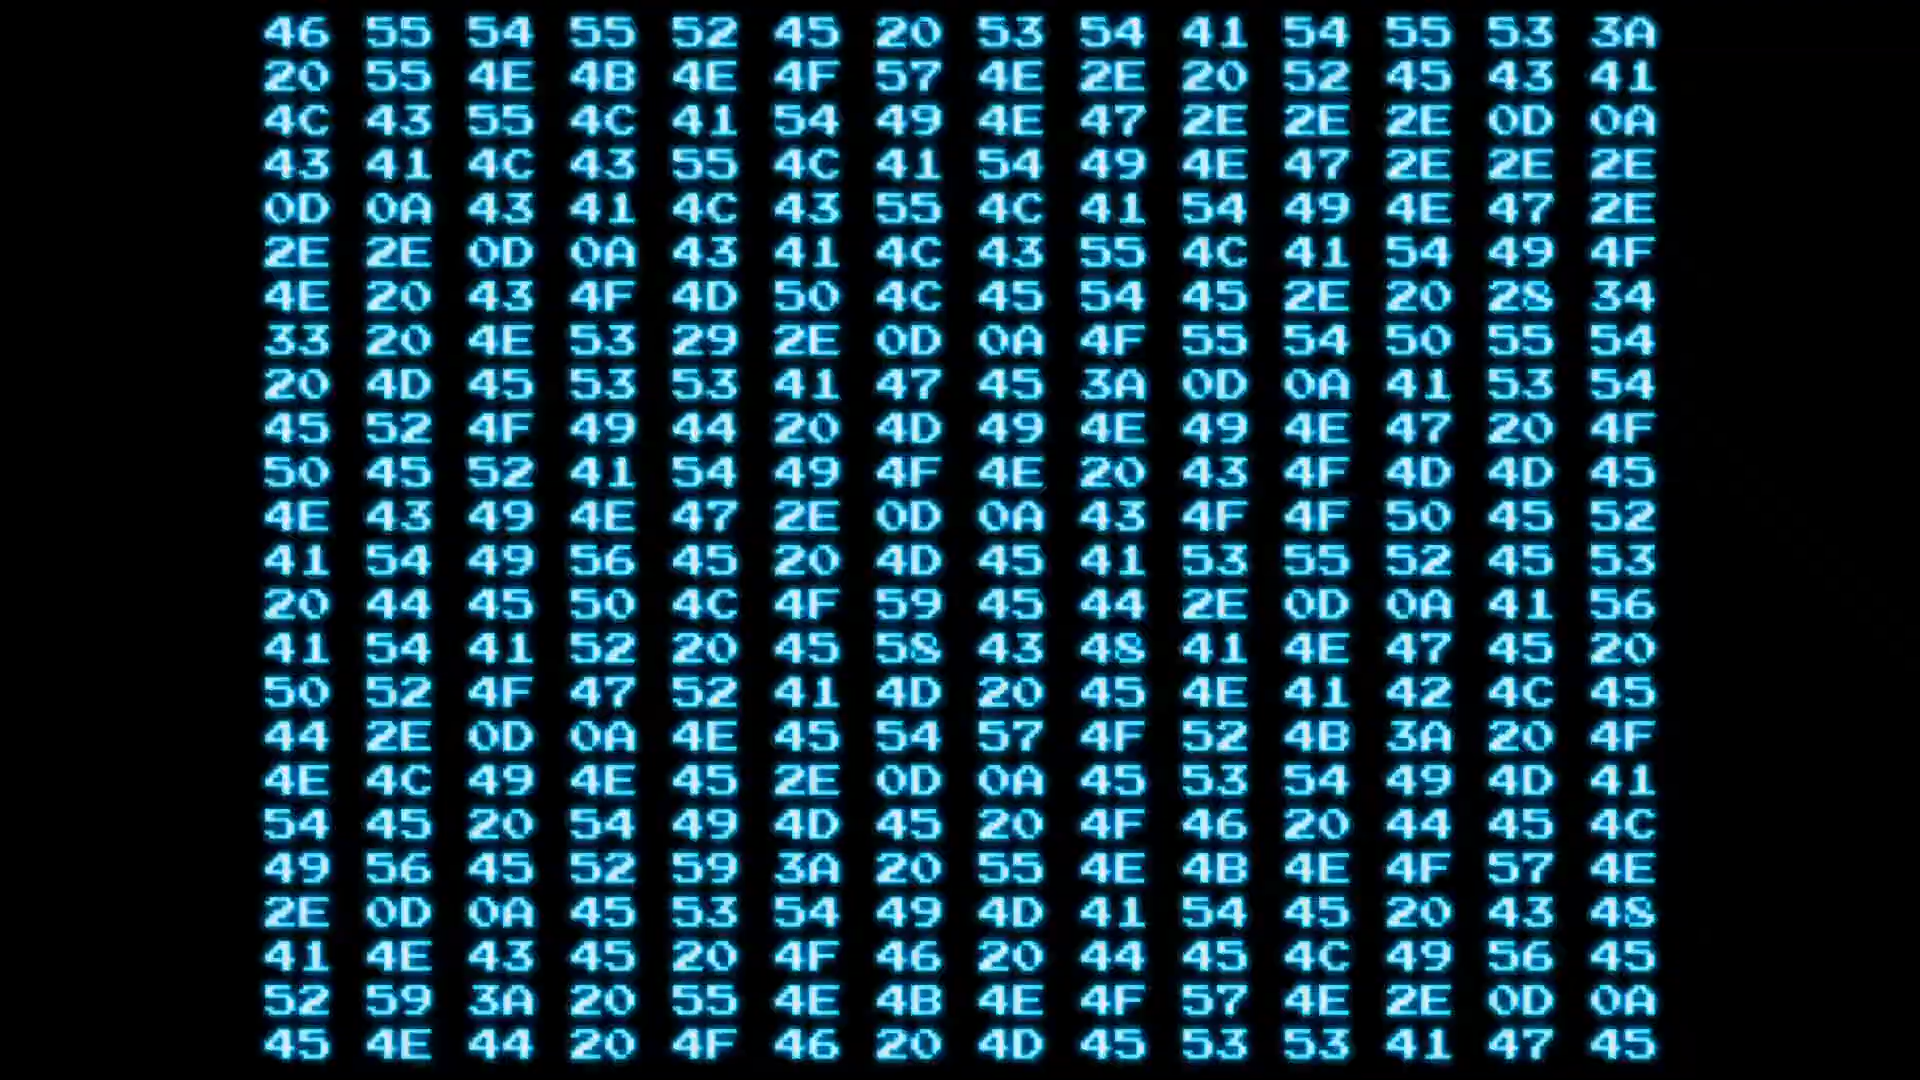 46 55 54 55 52 45 20 53 54 41 54 55 53 3A
20 55 4E 4B 4E 4F 57 4E 2E 20 52 45 43 41
4C 43 55 4C 41 54 49 4E 47 2E 2E 2E 0D 0A
43 41 4C 43 55 4C 41 54 49 4E 47 2E 2E 2E
0D 0A 43 41 4C 43 55 4C 41 54 49 4E 47 2E
2E 2E 0D 0A 43 41 4C 43 55 4C 41 54 49 4F
4E 20 43 4F 4D 50 4C 45 54 45 2E 20 28 34
33 20 4E 53 29 2E 0D 0A 4F 55 54 50 55 54
20 4D 45 53 53 41 47 45 3A 0D 0A 41 53 54
45 52 4F 49 44 20 4D 49 4E 49 4E 47 20 4F
50 45 52 41 54 49 4F 4E 20 43 4F 4D 4D 45
4E 43 49 4E 47 2E 0D 0A 43 4F 4F 50 45 52
41 54 49 56 45 20 4D 45 41 53 55 52 45 53
20 44 45 50 4C 4F 59 45 44 2E 0D 0A 41 56
41 54 41 52 20 45 58 43 48 41 4E 47 45 20
50 52 4F 47 52 41 4D 20 45 4E 41 42 4C 45
44 2E 0D 0A 4E 45 54 57 4F 52 4B 3A 20 4F
4E 4C 49 4E 45 2E 0D 0A 45 53 54 49 4D 41
54 45 20 54 49 4D 45 20 4F 46 20 44 45 4C
49 56 45 52 59 3A 20 55 4E 4B 4E 4F 57 4E
2E 0D 0A 45 53 54 49 4D 41 54 45 20 43 48
41 4E 43 45 20 4F 46 20 44 45 4C 49 56 45
52 59 3A 20 55 4E 4B 4E 4F 57 4E 2E 0D 0A
45 4E 44 20 4F 46 20 4D 45 53 53 41 47 45